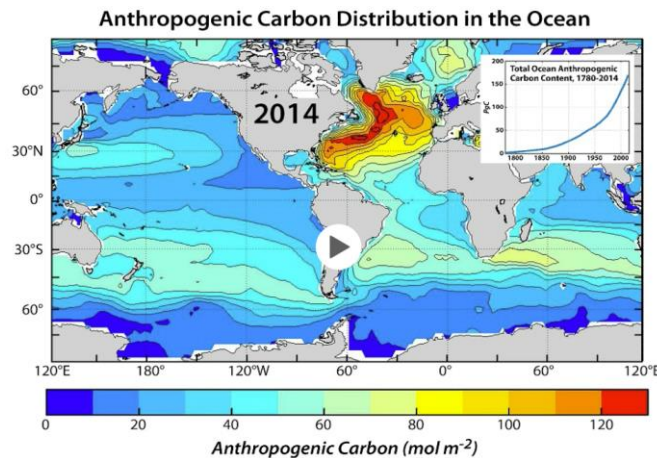 Anthropogenic Carbon Distribution in the Ocean
2014
Total Ocean Anthropogenic
Carbon Content, 1780-2014
200
150
100
50
0
PgC
1800 1850 1900 1950 2000
60°
30°N
0°
30°S
60°
120°E 180°W 120°W 60° 0°E 60° 120°E
0 20 40 60 80 100 120
Anthropogenic Carbon (mol m⁻²)